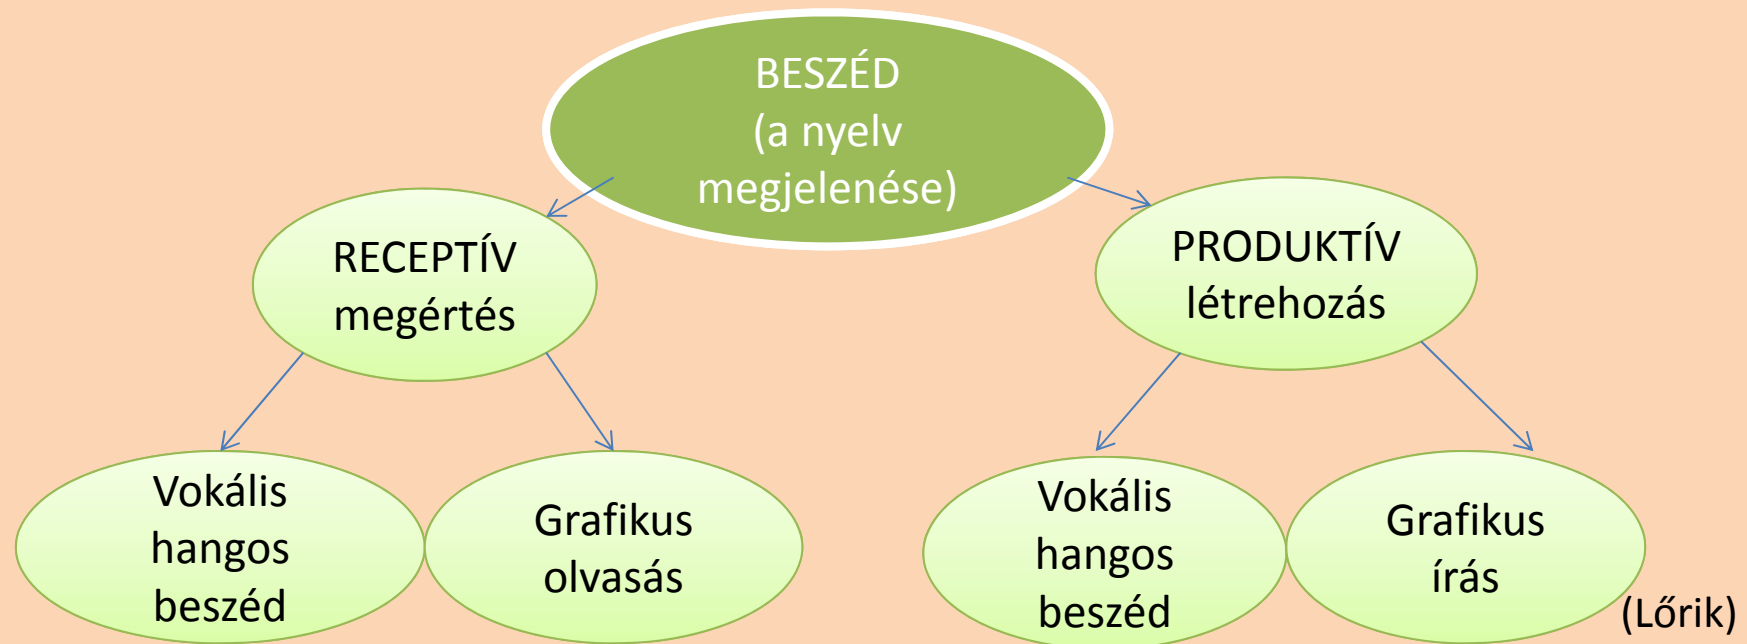 BESZÉD
(a nyelv
megjelenése)
RECEPTÍV
megértés
PRODUKTÍV
létrehozás
Vokális
hangos
beszéd
Grafikus
olvasás
Vokális
hangos
beszéd
Grafikus
írás
(Lőrik)